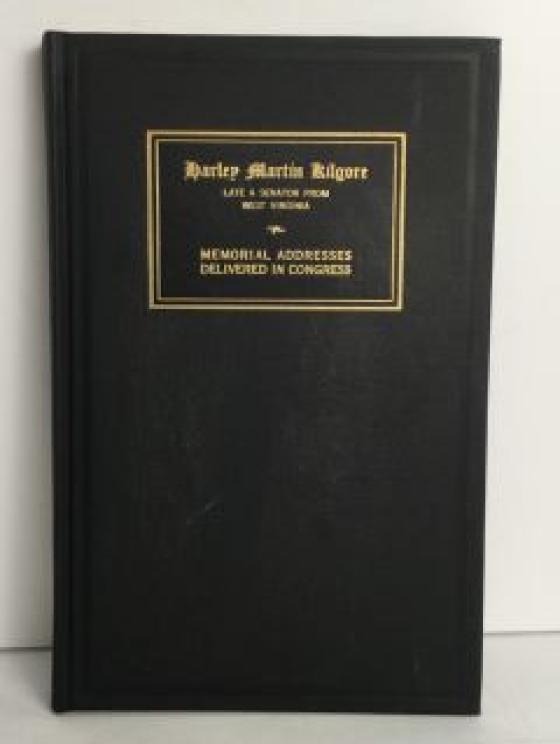 Harley Martin Kilgore
LATE A SENATOR FROM
WEST VIRGINIA
MEMORIAL ADDRESSES
DELIVERED IN CONGRESS